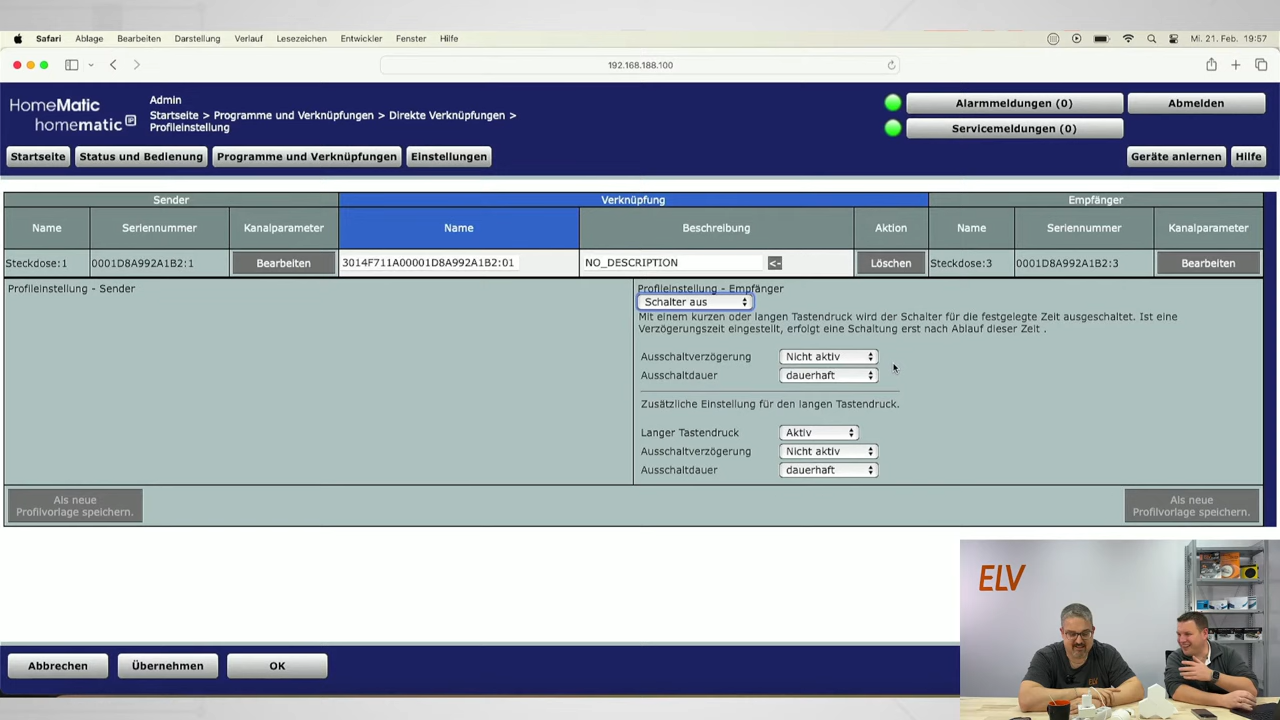 Safari Ablage Bearbeiten Darstellung Verlauf Lesezeichen Entwickler Fenster Hilfe Mi. 21. Feb. 19:57
192.168.188.100
HomeMatic
homematic IP
Admin
Startseite > Programme und Verknüpfungen > Direkte Verknüpfungen >
Profileinstellung
Alarmmeldungen (0) Abmelden
Servicemeldungen (0)
Startseite Status und Bedienung Programme und Verknüpfungen Einstellungen Geräte anlernen Hilfe
Sender Verknüpfung Empfänger
Name Seriennummer Kanalparameter Name Beschreibung Aktion Name Seriennummer Kanalparameter
Steckdose:1 0001D8A992A1B2:1 Bearbeiten 3014F711A00001D8A992A1B2:01 NO_DESCRIPTION <- Löschen Steckdose:3 0001D8A992A1B2:3 Bearbeiten
Profileinstellung - Sender Profileinstellung - Empfänger
Schalter aus
Mit einem kurzen oder langen Tastendruck wird der Schalter für die festgelegte Zeit ausgeschaltet. Ist eine
Verzögerungszeit eingestellt, erfolgt eine Schaltung erst nach Ablauf dieser Zeit .
Ausschaltverzögerung Nicht aktiv
Ausschaltdauer dauerhaft
Zusätzliche Einstellung für den langen Tastendruck.
Langer Tastendruck Aktiv
Ausschaltverzögerung Nicht aktiv
Ausschaltdauer dauerhaft
Als neue
Profilvorlage speichern.
Als neue
Profilvorlage speichern.
ELV
ELV
Abbrechen Übernehmen OK